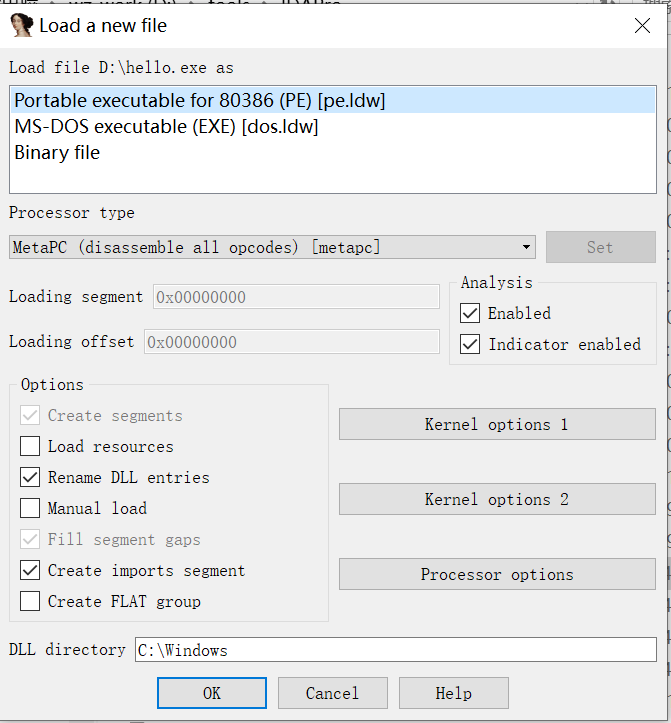 Load a new file
Load file D:\hello.exe as
Portable executable for 80386 (PE) [pe.ldw]
MS-DOS executable (EXE) [dos.ldw]
Binary file
Processor type
MetaPC (disassemble all opcodes) [metapc]
Set
Loading segment 0x00000000
Loading offset 0x00000000
Analysis
Enabled
Indicator enabled
Options
Create segments
Load resources
Rename DLL entries
Manual load
Fill segment gaps
Create imports segment
Create FLAT group
Kernel options 1
Kernel options 2
Processor options
DLL directory C:\Windows
OK Cancel Help